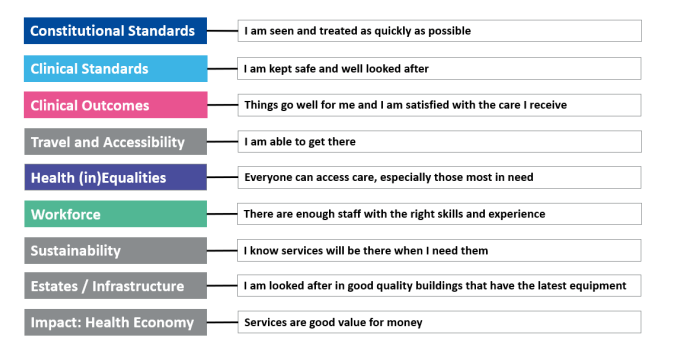 Constitutional Standards I am seen and treated as quickly as possible
Clinical Standards I am kept safe and well looked after
Clinical Outcomes Things go well for me and I am satisfied with the care I receive
Travel and Accessibility I am able to get there
Health (in)Equalities Everyone can access care, especially those most in need
Workforce There are enough staff with the right skills and experience
Sustainability I know services will be there when I need them
Estates / Infrastructure I am looked after in good quality buildings that have the latest equipment
Impact: Health Economy Services are good value for money